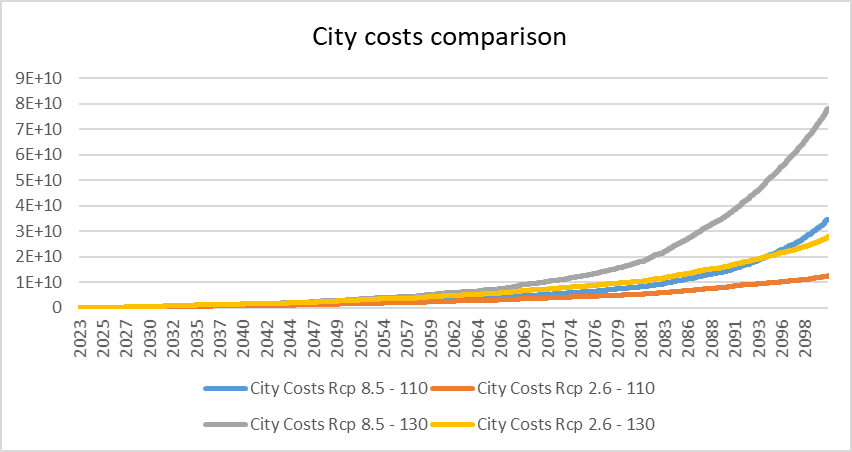 City costs comparison
9E+10
8E+10
7E+10
6E+10
5E+10
4E+10
3E+10
2E+10
1E+10
0
2023 2025 2027 2030 2032 2035 2037 2040 2042 2044 2047 2049 2052 2054 2057 2059 2062 2064 2066 2069 2071 2074 2076 2079 2081 2083 2086 2088 2091 2093 2096 2098
City Costs Rcp 8.5 - 110 City Costs Rcp 2.6 - 110
City Costs Rcp 8.5 - 130 City Costs Rcp 2.6 - 130